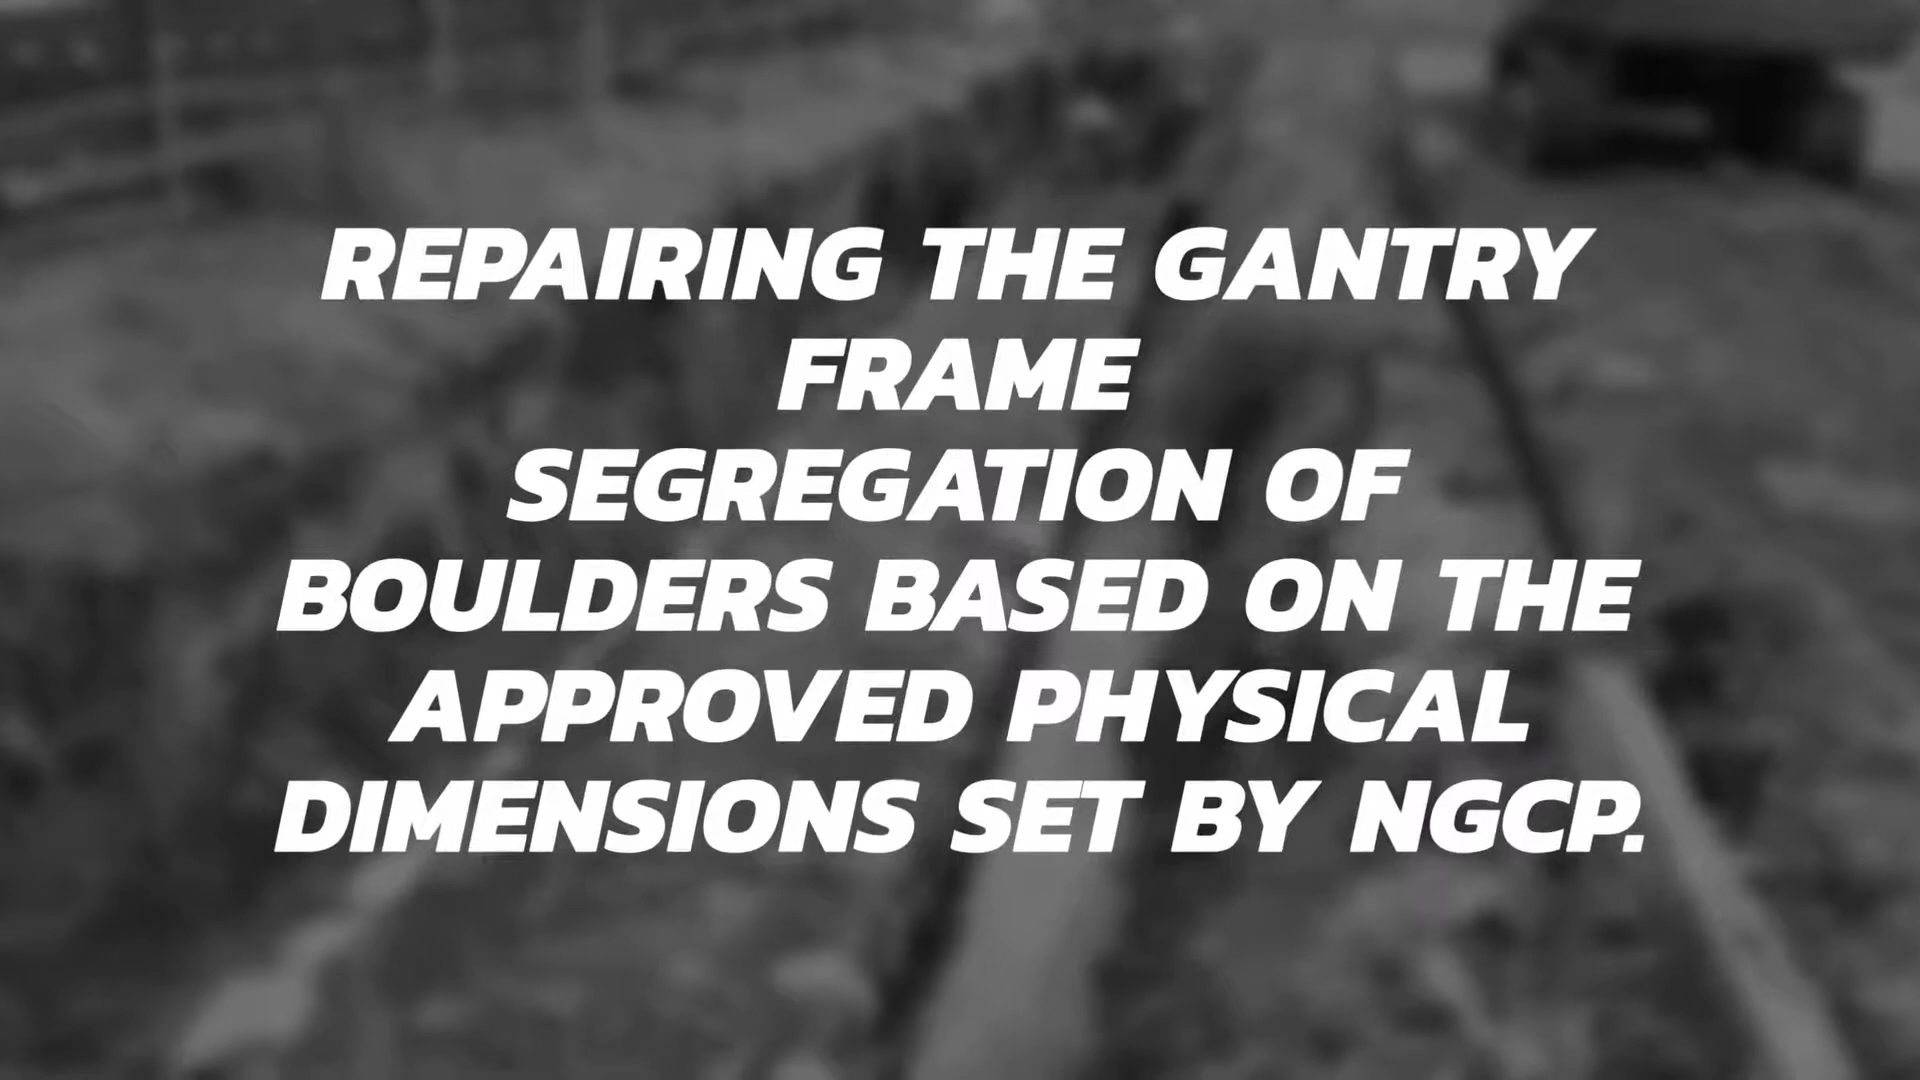 REPAIRING THE GANTRY
FRAME
SEGREGATION OF
BOULDERS BASED ON THE
APPROVED PHYSICAL
DIMENSIONS SET BY NGCP.